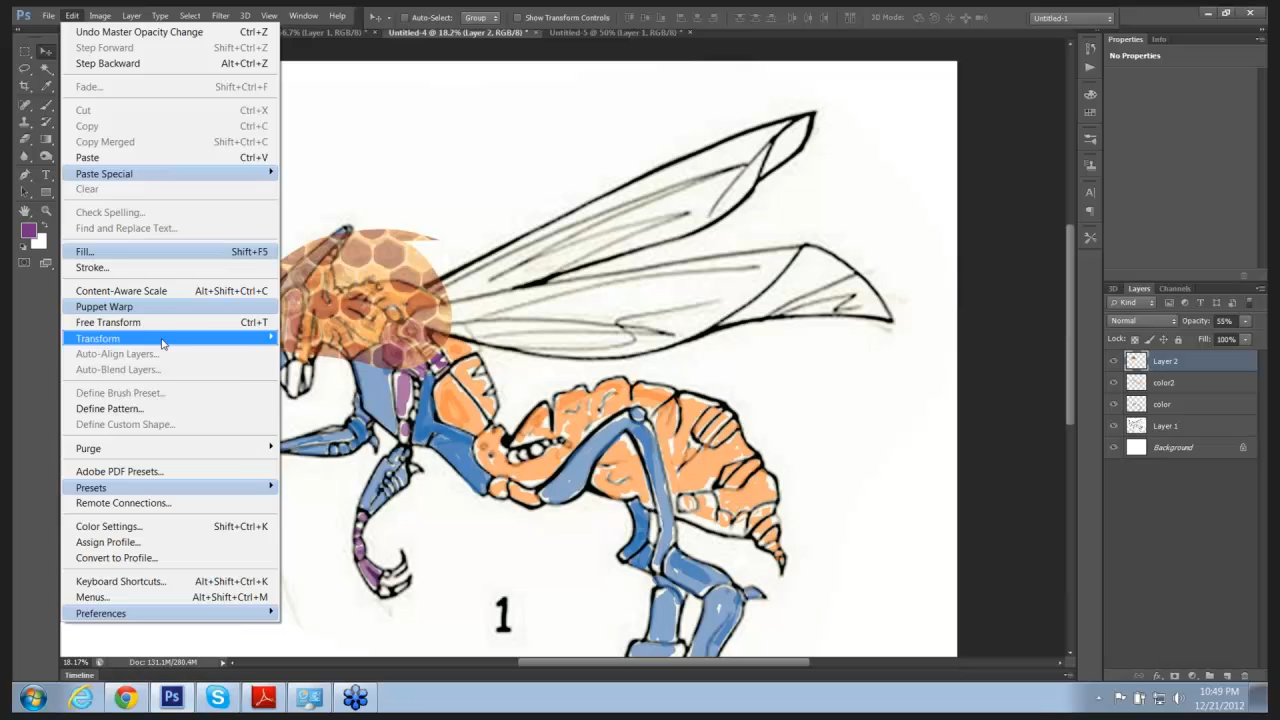 Ps File Edit Image Layer Type Select Filter 3D View Window Help
Auto-Select: Group Show Transform Controls 3D Mode: Untitled-1
6.7% (Layer 1, RGB/8) * × Untitled-4 @ 18.2% (Layer 2, RGB/8) * × Untitled-5 @ 50% (Layer 1, RGB/8) * ×
Undo Master Opacity Change Ctrl+Z
Step Forward Shift+Ctrl+Z
Step Backward Alt+Ctrl+Z
Fade... Shift+Ctrl+F
Cut Ctrl+X
Copy Ctrl+C
Copy Merged Shift+Ctrl+C
Paste Ctrl+V
Paste Special
Clear
Check Spelling...
Find and Replace Text...
Fill... Shift+F5
Stroke...
Content-Aware Scale Alt+Shift+Ctrl+C
Puppet Warp
Free Transform Ctrl+T
Transform
Auto-Align Layers...
Auto-Blend Layers...
Define Brush Preset...
Define Pattern...
Define Custom Shape...
Purge
Adobe PDF Presets...
Presets
Remote Connections...
Color Settings... Shift+Ctrl+K
Assign Profile...
Convert to Profile...
Keyboard Shortcuts... Alt+Shift+Ctrl+K
Menus... Alt+Shift+Ctrl+M
Preferences
1
Properties Info
No Properties
3D Layers Channels
Kind
Normal Opacity: 55%
Lock: Fill: 100%
Layer 2
color2
color
Layer 1
Background
18.17% Doc: 131.1M/280.4M
Timeline
Ps
10:49 PM
12/21/2012